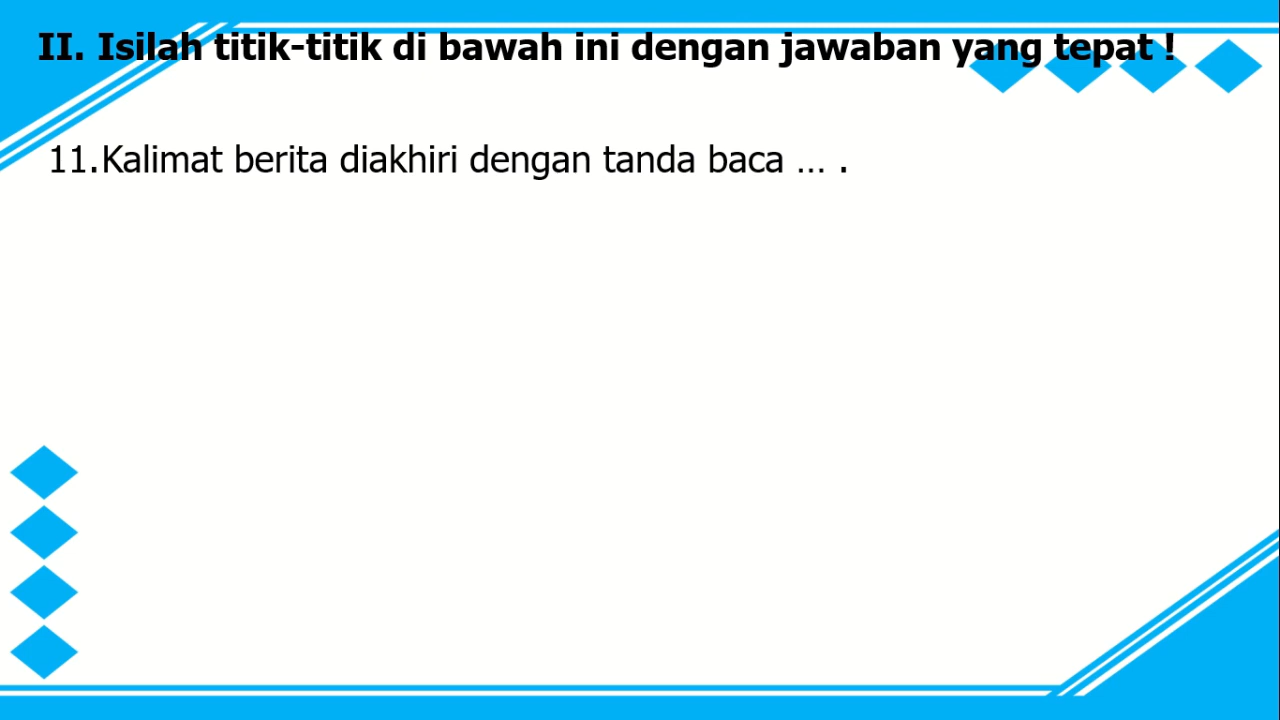 II. Isilah titik-titik di bawah ini dengan jawaban yang tepat !
11.Kalimat berita diakhiri dengan tanda baca … .